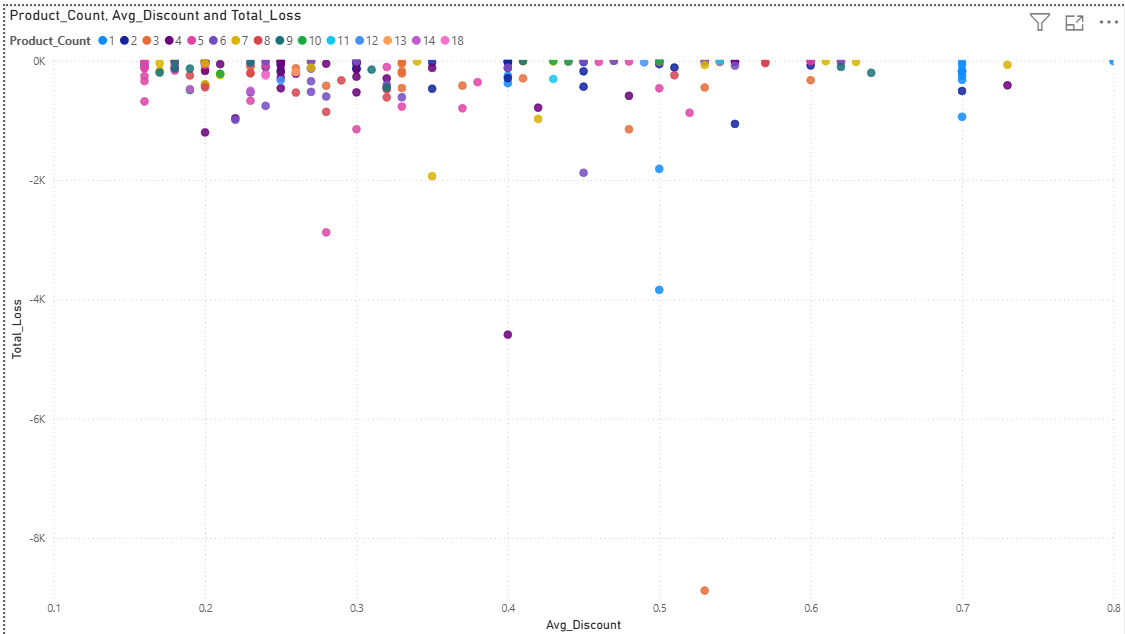 Product_Count, Avg_Discount and Total_Loss
Product_Count 1 2 3 4 5 6 7 8 9 10 11 12 13 14 18
0K
-2K
-4K
-6K
-8K
Total_Loss
0.1 0.2 0.3 0.4 0.5 0.6 0.7 0.8
Avg_Discount